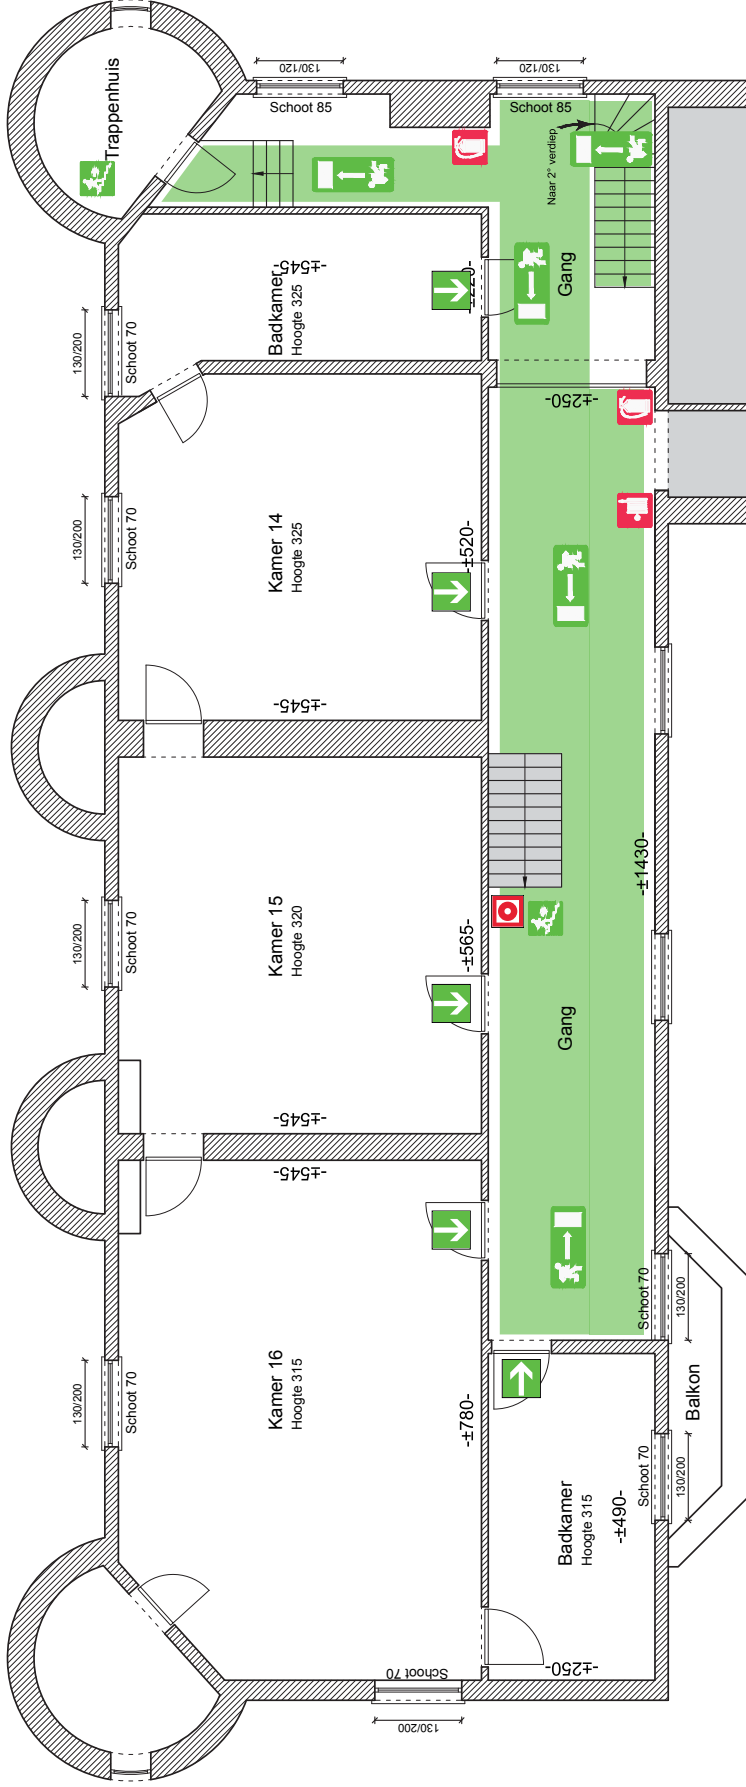 130/120
130/120
Schoot 85
Schoot 85
Trappenhuis
Naar 2° verdiep
130/200
Schoot 70
Badkamer
Hoogte 325
-±545-
Gang
-±250-
130/200
Schoot 70
Kamer 14
Hoogte 325
-±520-
-±545-
130/200
Schoot 70
Kamer 15
Hoogte 320
-±565-
-±545-
-±1430-
Gang
130/200
Schoot 70
Kamer 16
Hoogte 315
-±545-
-±780-
Schoot 70
130/200
Badkamer
Hoogte 315
-±490-
-±250-
Schoot 70
130/200
Balkon
Schoot 70
130/200